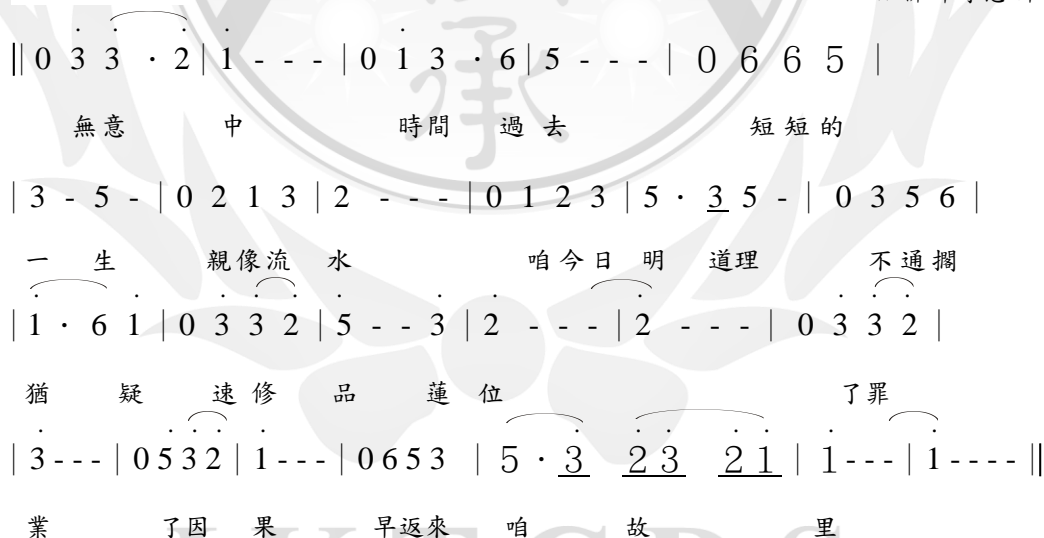 ‖ 0 3̇ 3̇ · 2̇ | 1̇ - - - | 0 1̇ 3 · 6 | 5 - - - | 0 6 6 5 |
無意 中 時間 過去 短短的
| 3 - 5 - | 0 2 1 3 | 2 - - - | 0 1 2 3 | 5 · 3 5 - | 0 3 5 6 |
一 生 親像流 水 咱今日 明 道理 不通擱
| 1̇ · 6 1̇ | 0 3̇ 3̇ 2̇ | 5̇ - - 3̇ | 2̇ - - - | 2̇ - - - | 0 3̇ 3̇ 2̇ |
猶 疑 速修 品 蓮 位 了罪
| 3̇ - - - | 0 5̇ 3̇ 2̇ | 1̇ - - - | 0 6 5 3 | 5 · 3̇ 2̇ 3̇ 2̇ 1̇ | 1̇ - - - | 1̇ - - - - ‖
業 了因 果 早返來 咱 故 里